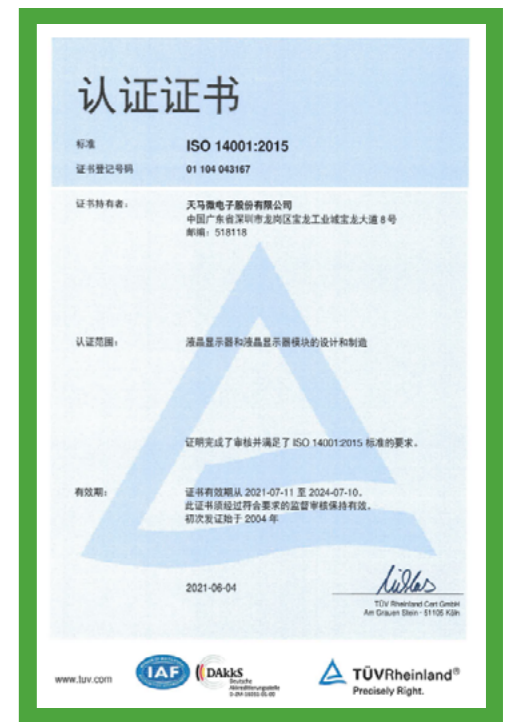 认证证书
标准 ISO 14001:2015
证书登记号码 01 104 043167
证书持有者: 天马微电子股份有限公司
中国广东省深圳市龙岗区宝龙工业城宝龙大道8号
邮编: 518118
认证范围: 液晶显示器和液晶显示器模块的设计和制造
证明完成了审核并满足了 ISO 14001:2015 标准的要求。
有效期: 证书有效期从 2021-07-11 至 2024-07-10。
此证书须经过符合要求的监督审核保持有效。
初次发证始于 2004 年
2021-06-04
TÜV Rheinland Cert GmbH
Am Grauen Stein · 51105 Köln
www.tuv.com
IAF
DAkkS
Deutsche
Akkreditierungsstelle
TÜVRheinland®
Precisely Right.